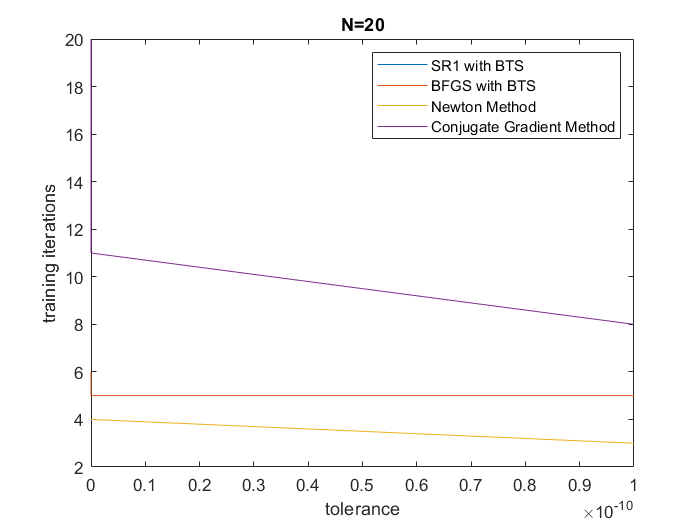 N=20
20
18
16
14
12
10
8
6
4
2
training iterations
SR1 with BTS
BFGS with BTS
Newton Method
Conjugate Gradient Method
0 0.1 0.2 0.3 0.4 0.5 0.6 0.7 0.8 0.9 1
tolerance
×10-10